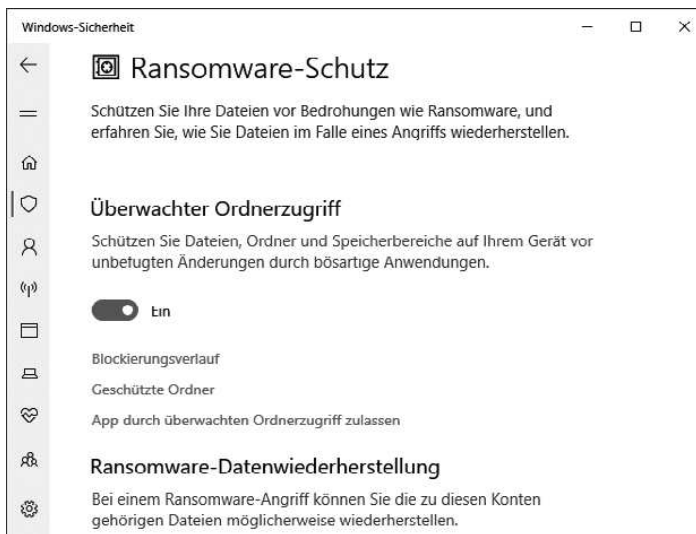 Windows-Sicherheit
Ransomware-Schutz
Schützen Sie Ihre Dateien vor Bedrohungen wie Ransomware, und
erfahren Sie, wie Sie Dateien im Falle eines Angriffs wiederherstellen.
Überwachter Ordnerzugriff
Schützen Sie Dateien, Ordner und Speicherbereiche auf Ihrem Gerät vor
unbefugten Änderungen durch bösartige Anwendungen.
Ein
Blockierungsverlauf
Geschützte Ordner
App durch überwachten Ordnerzugriff zulassen
Ransomware-Datenwiederherstellung
Bei einem Ransomware-Angriff können Sie die zu diesen Konten
gehörigen Dateien möglicherweise wiederherstellen.